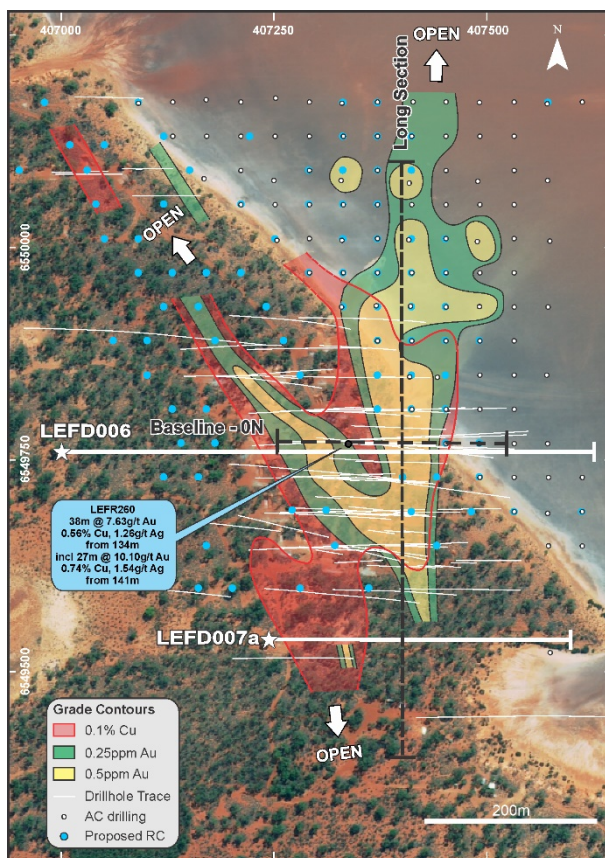 407000
407250
407500
OPEN
N
Long Section
6550000
OPEN
LEFD006
Baseline - 0N
6549750
LEFR260
38m @ 7.63g/t Au
0.56% Cu, 1.26g/t Ag
from 134m
incl 27m @ 10.10g/t Au
0.74% Cu, 1.54g/t Ag
from 141m
LEFD007a
6549500
OPEN
Grade Contours
0.1% Cu
0.25ppm Au
0.5ppm Au
Drillhole Trace
AC drilling
Proposed RC
200m